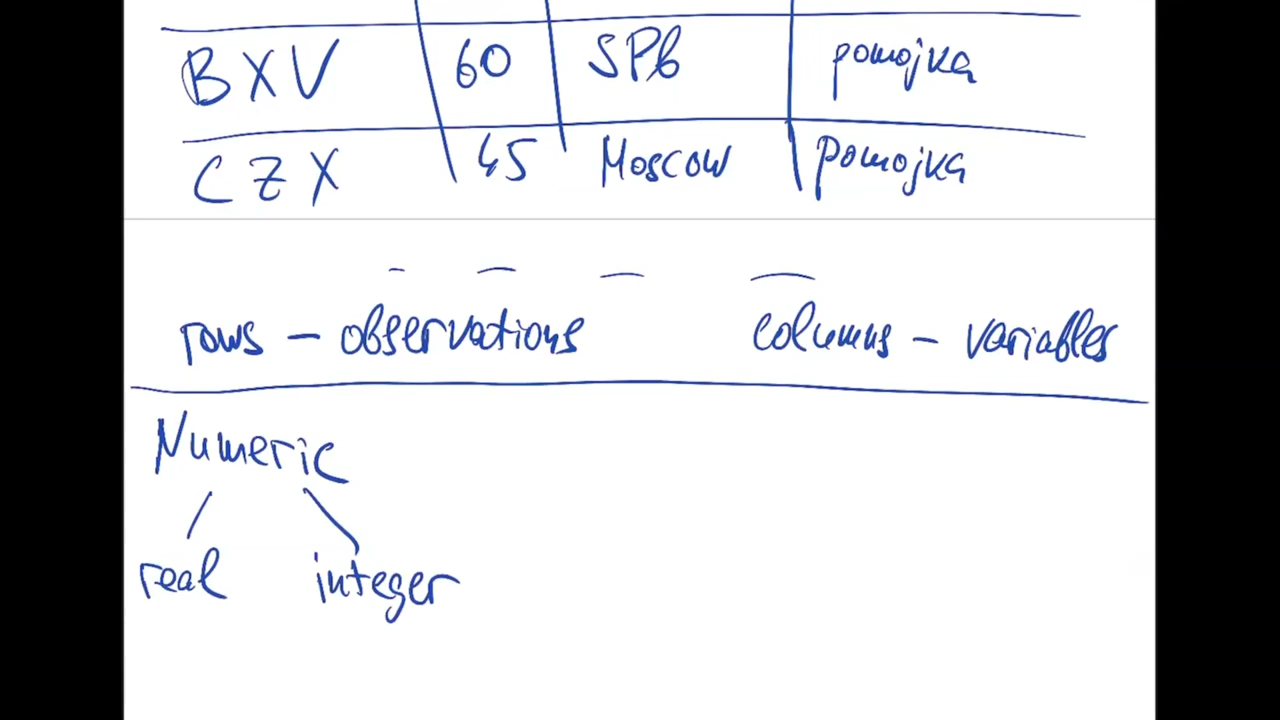 BXV 60 SPb pomojka
CZX 45 Moscow pomojka
rows – observations columns – variables
Numeric
real integer